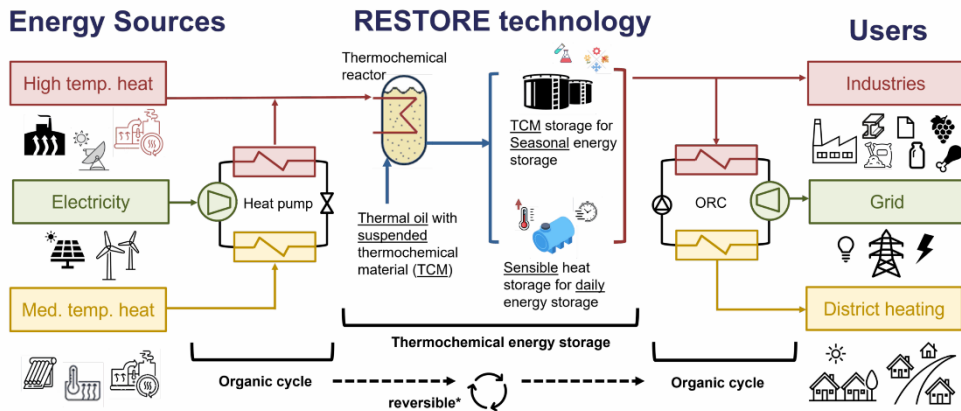 Energy Sources
RESTORE technology
Users
High temp. heat
Electricity
Med. temp. heat
Heat pump
Thermochemical
reactor
Thermal oil with
suspended
thermochemical
material (TCM)
TCM storage for
Seasonal energy
storage
Sensible heat
storage for daily
energy storage
ORC
Industries
Grid
District heating
Thermochemical energy storage
Organic cycle
reversible*
Organic cycle